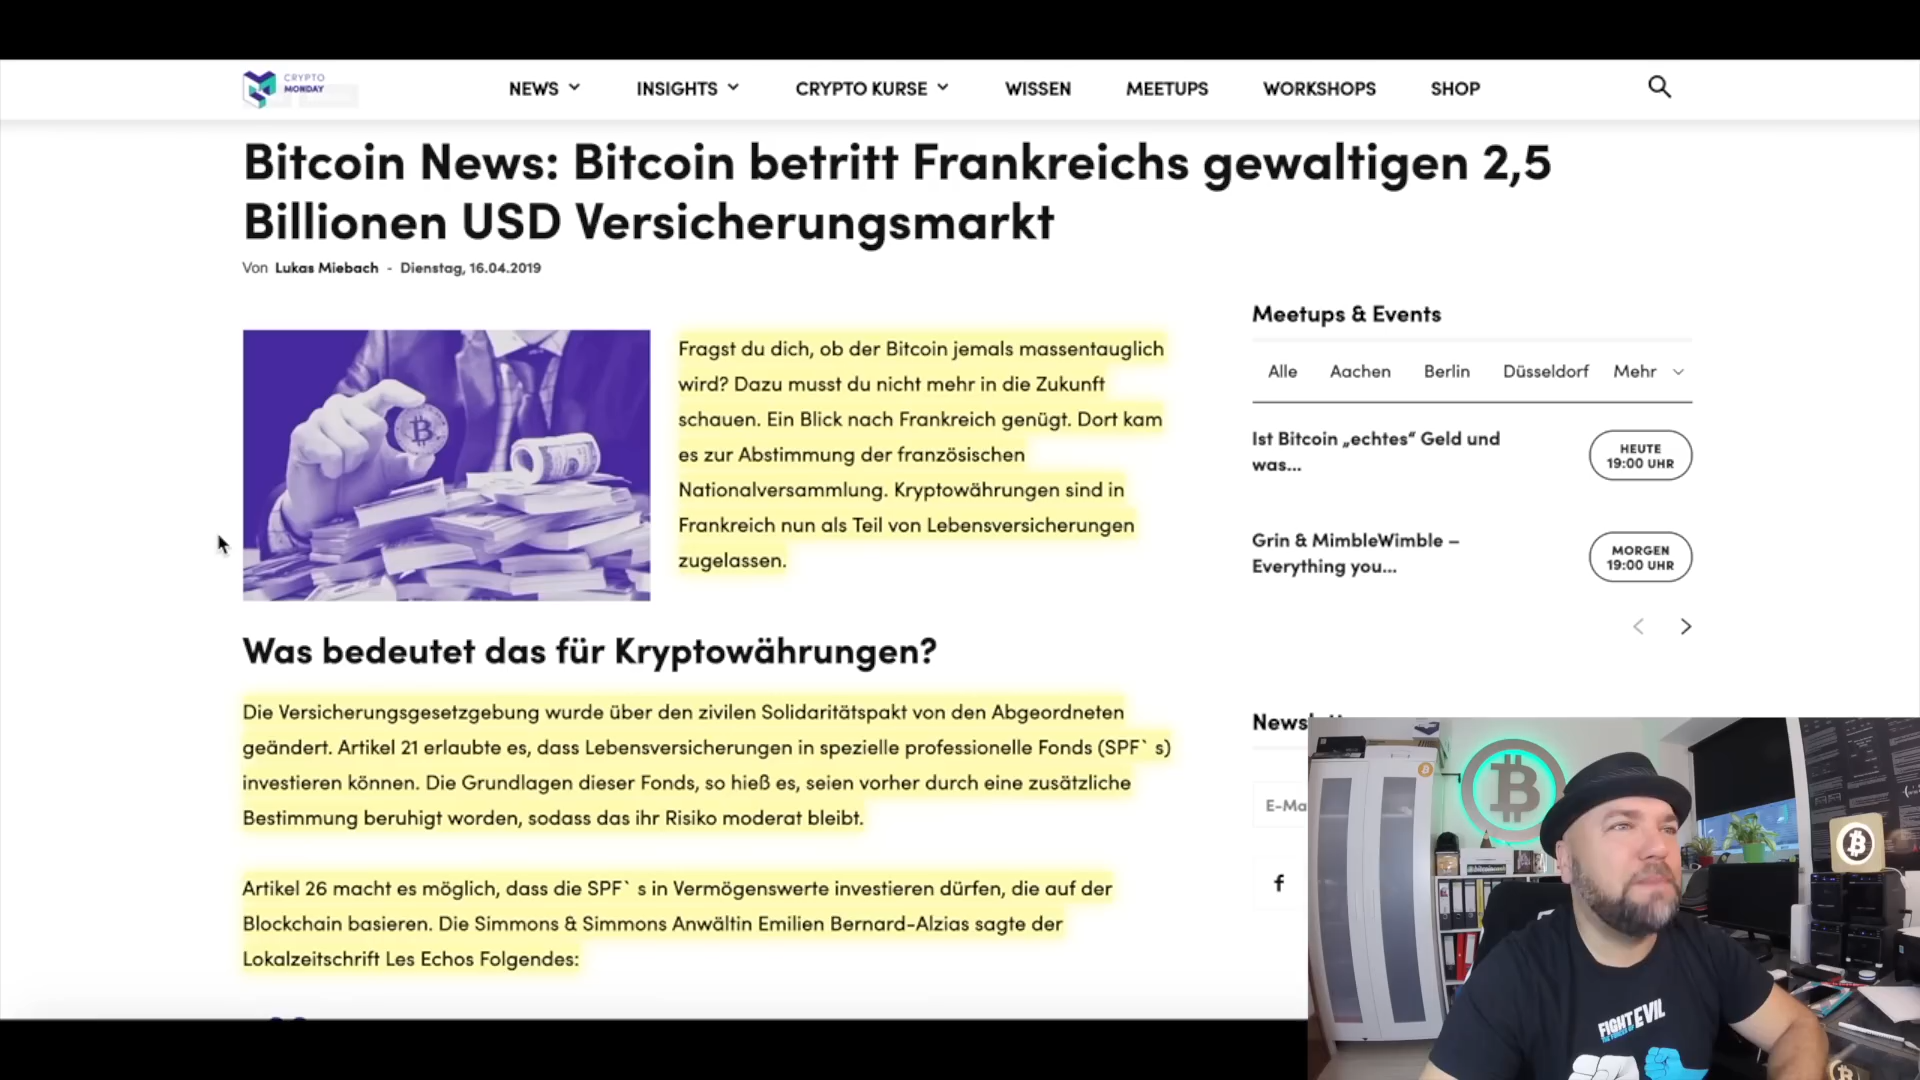 CRYPTO
MONDAY
NEWS
INSIGHTS
CRYPTO KURSE
WISSEN
MEETUPS
WORKSHOPS
SHOP
Bitcoin News: Bitcoin betritt Frankreichs gewaltigen 2,5
Billionen USD Versicherungsmarkt
Von Lukas Miebach - Dienstag, 16.04.2019
Fragst du dich, ob der Bitcoin jemals massentauglich
wird? Dazu musst du nicht mehr in die Zukunft
schauen. Ein Blick nach Frankreich genügt. Dort kam
es zur Abstimmung der französischen
Nationalversammlung. Kryptowährungen sind in
Frankreich nun als Teil von Lebensversicherungen
zugelassen.
Was bedeutet das für Kryptowährungen?
Die Versicherungsgesetzgebung wurde über den zivilen Solidaritätspakt von den Abgeordneten
geändert. Artikel 21 erlaubte es, dass Lebensversicherungen in spezielle professionelle Fonds (SPF` s)
investieren können. Die Grundlagen dieser Fonds, so hieß es, seien vorher durch eine zusätzliche
Bestimmung beruhigt worden, sodass das ihr Risiko moderat bleibt.
Artikel 26 macht es möglich, dass die SPF` s in Vermögenswerte investieren dürfen, die auf der
Blockchain basieren. Die Simmons & Simmons Anwältin Emilien Bernard-Alzias sagte der
Lokalzeitschrift Les Echos Folgendes:
Meetups & Events
Alle Aachen Berlin Düsseldorf Mehr
Ist Bitcoin „echtes“ Geld und
was...
HEUTE
19:00 UHR
Grin & MimbleWimble –
Everything you...
MORGEN
19:00 UHR
E-Ma
f
FIGHT EVIL